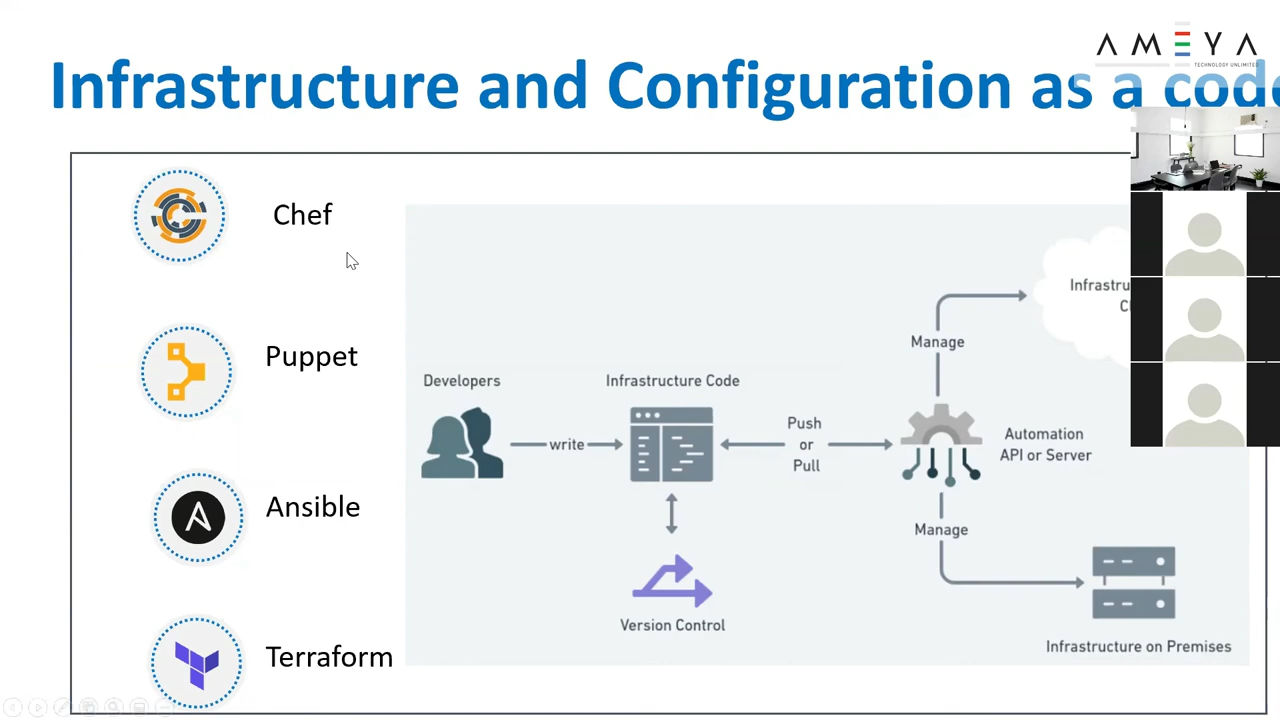 AMEYA
TECHNOLOGY UNLIMITED
Infrastructure and Configuration as a code
Chef
Puppet
Ansible
Terraform
Developers
write
Infrastructure Code
Version Control
Push
or
Pull
Manage
Automation
API or Server
Manage
Infrastructure on Premises